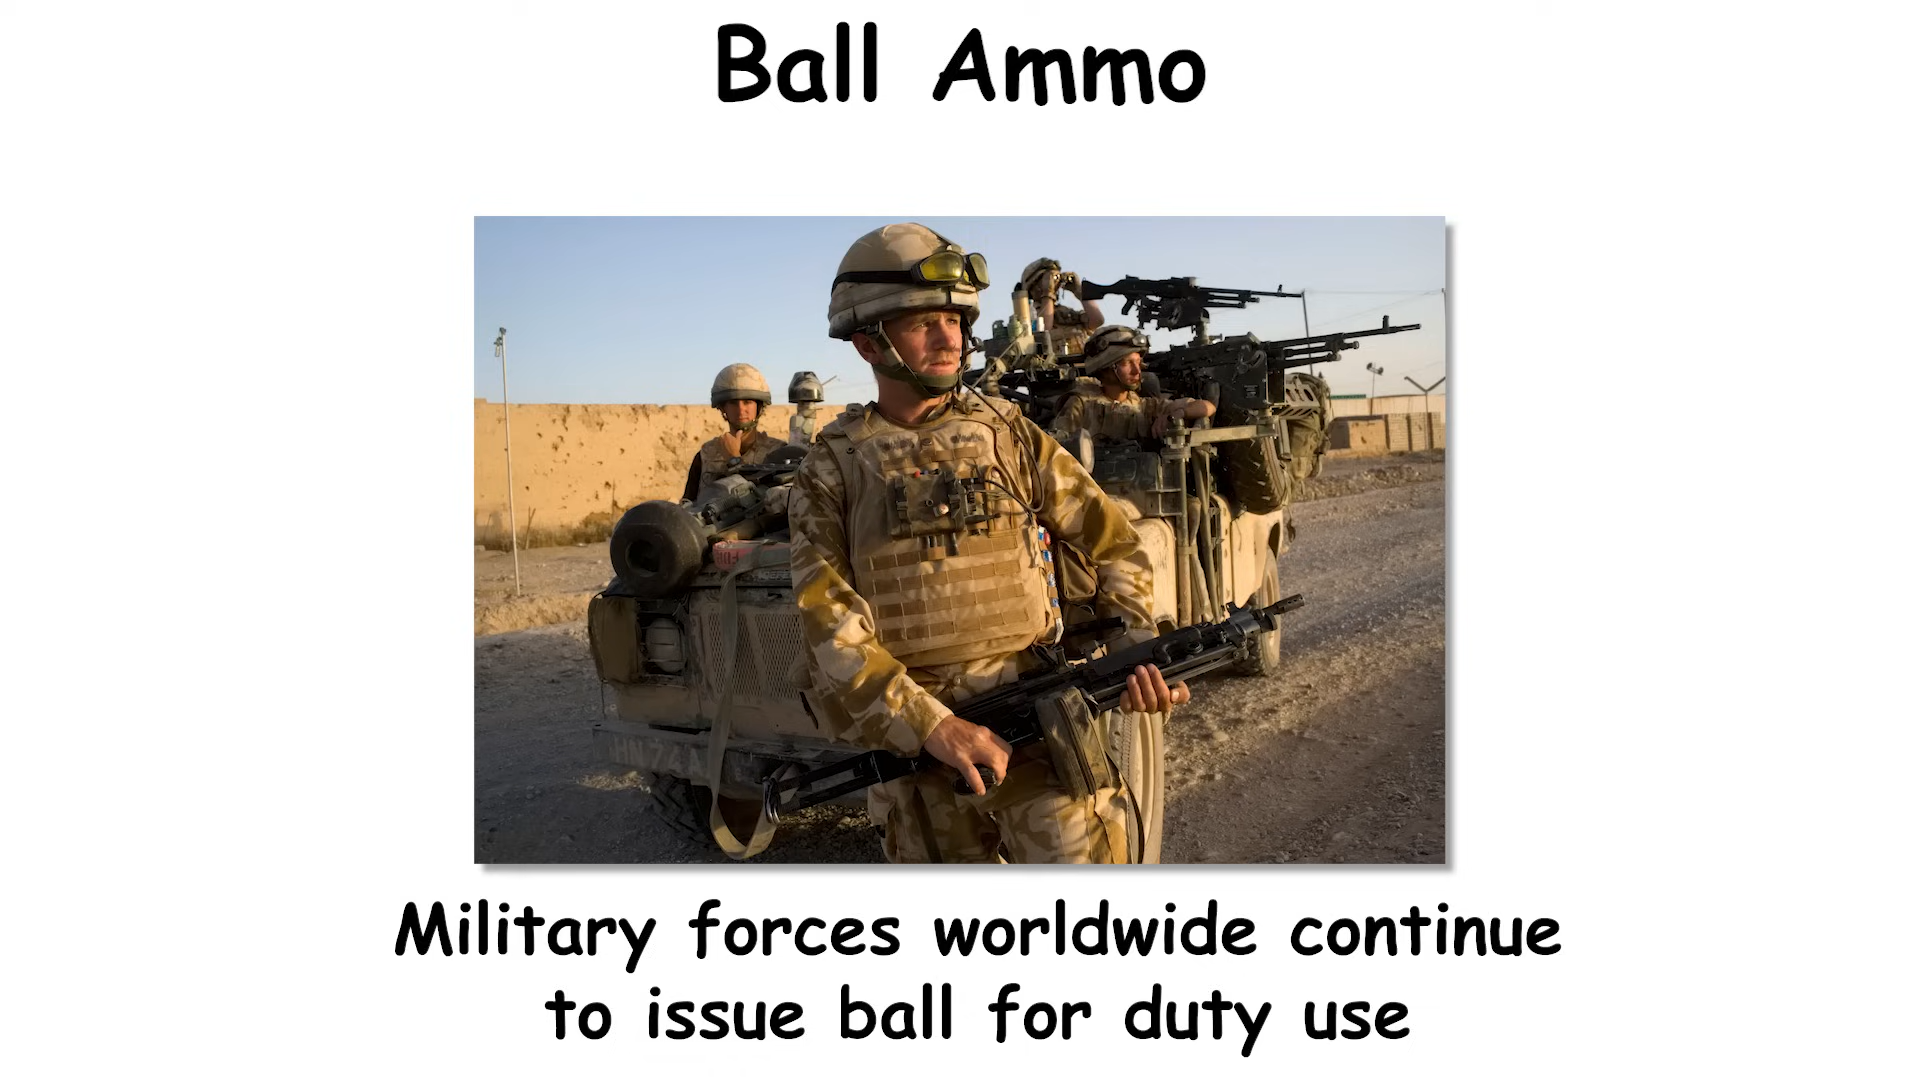 Ball Ammo
Military forces worldwide continue
to issue ball for duty use